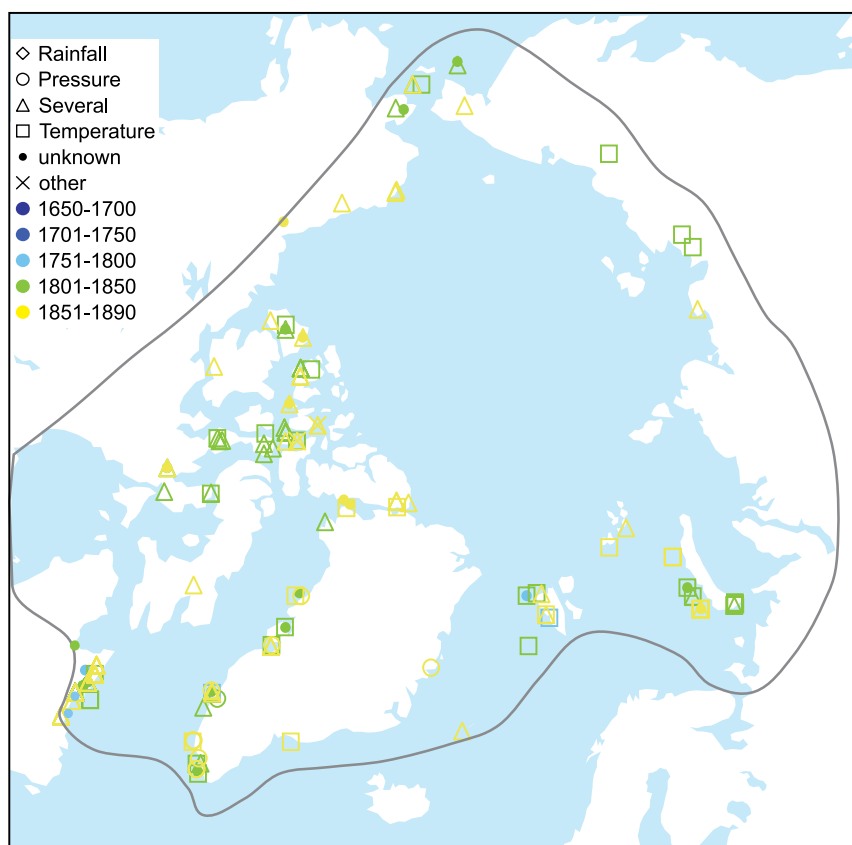 Rainfall
Pressure
Several
Temperature
unknown
other
1650-1700
1701-1750
1751-1800
1801-1850
1851-1890